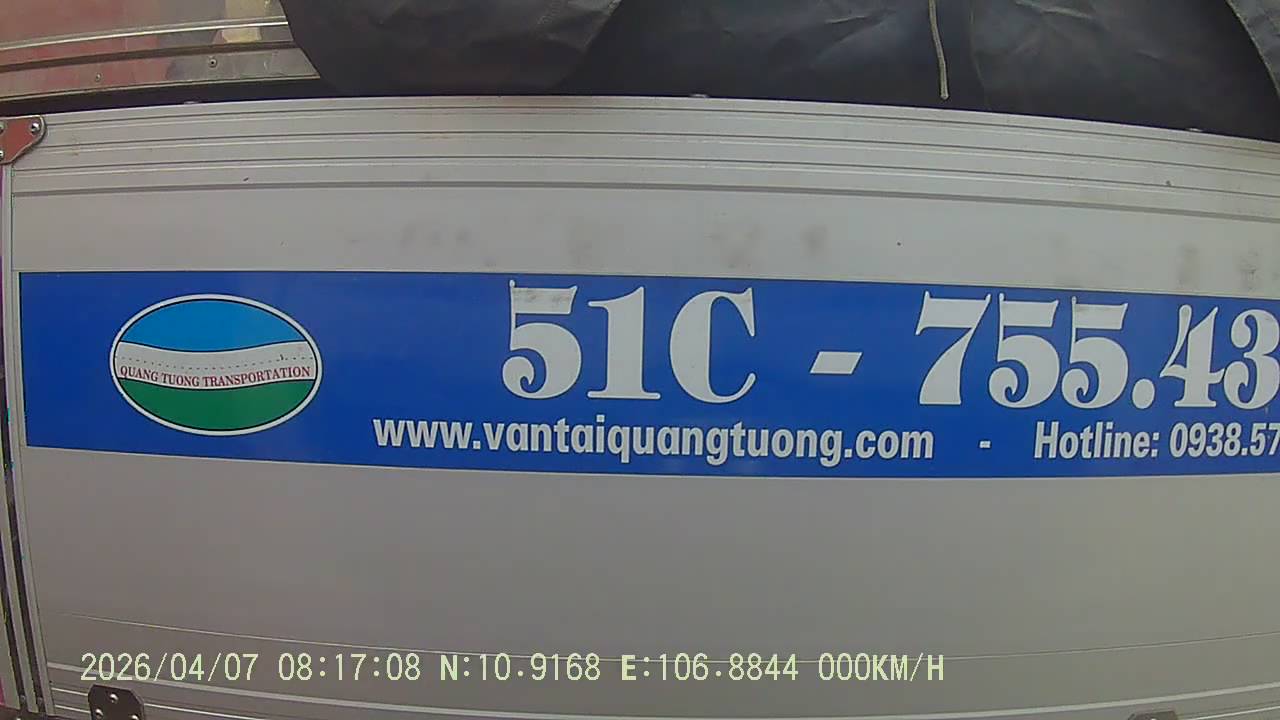 51C - 755.43
QUANG TUONG TRANSPORTATION
www.vantaiquangtuong.com - Hotline: 0938.57
2026/04/07 08:17:08 N:10.9168 E:106.8844 000KM/H